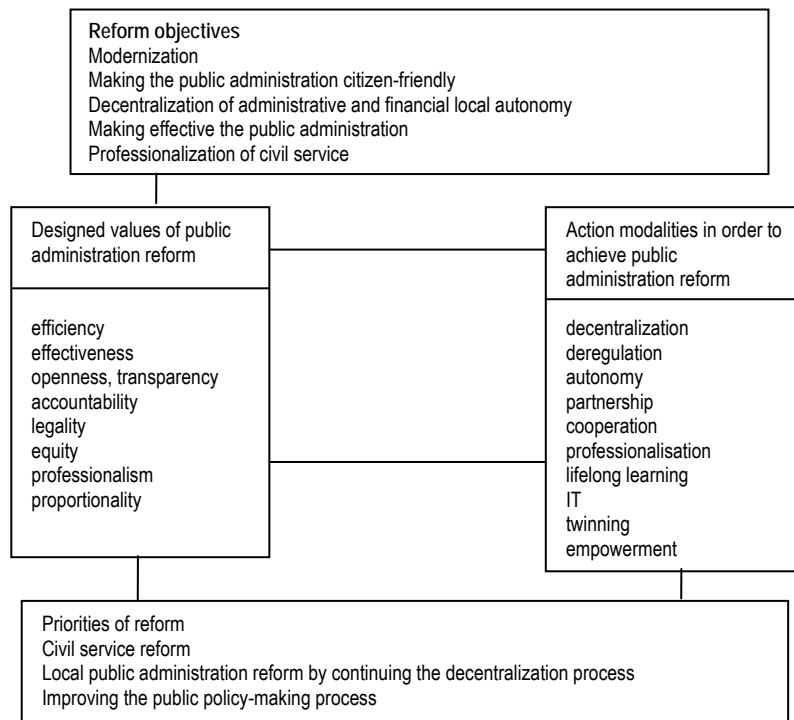 Reform objectives
Modernization
Making the public administration citizen-friendly
Decentralization of administrative and financial local autonomy
Making effective the public administration
Professionalization of civil service
Designed values of public
administration reform
efficiency
effectiveness
openness, transparency
accountability
legality
equity
professionalism
proportionality
Action modalities in order to
achieve public
administration reform
decentralization
deregulation
autonomy
partnership
cooperation
professionalisation
lifelong learning
IT
twinning
empowerment
Priorities of reform
Civil service reform
Local public administration reform by continuing the decentralization process
Improving the public policy-making process